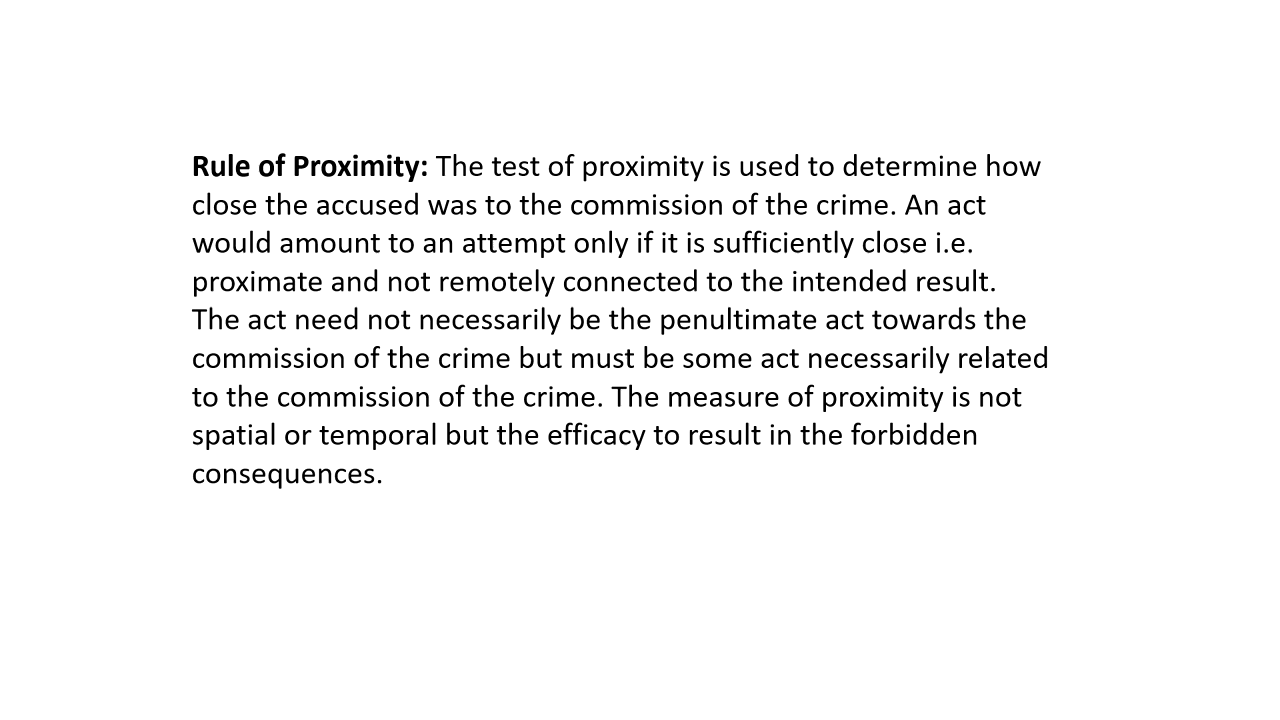 Rule of Proximity: The test of proximity is used to determine how
close the accused was to the commission of the crime. An act
would amount to an attempt only if it is sufficiently close i.e.
proximate and not remotely connected to the intended result.
The act need not necessarily be the penultimate act towards the
commission of the crime but must be some act necessarily related
to the commission of the crime. The measure of proximity is not
spatial or temporal but the efficacy to result in the forbidden
consequences.